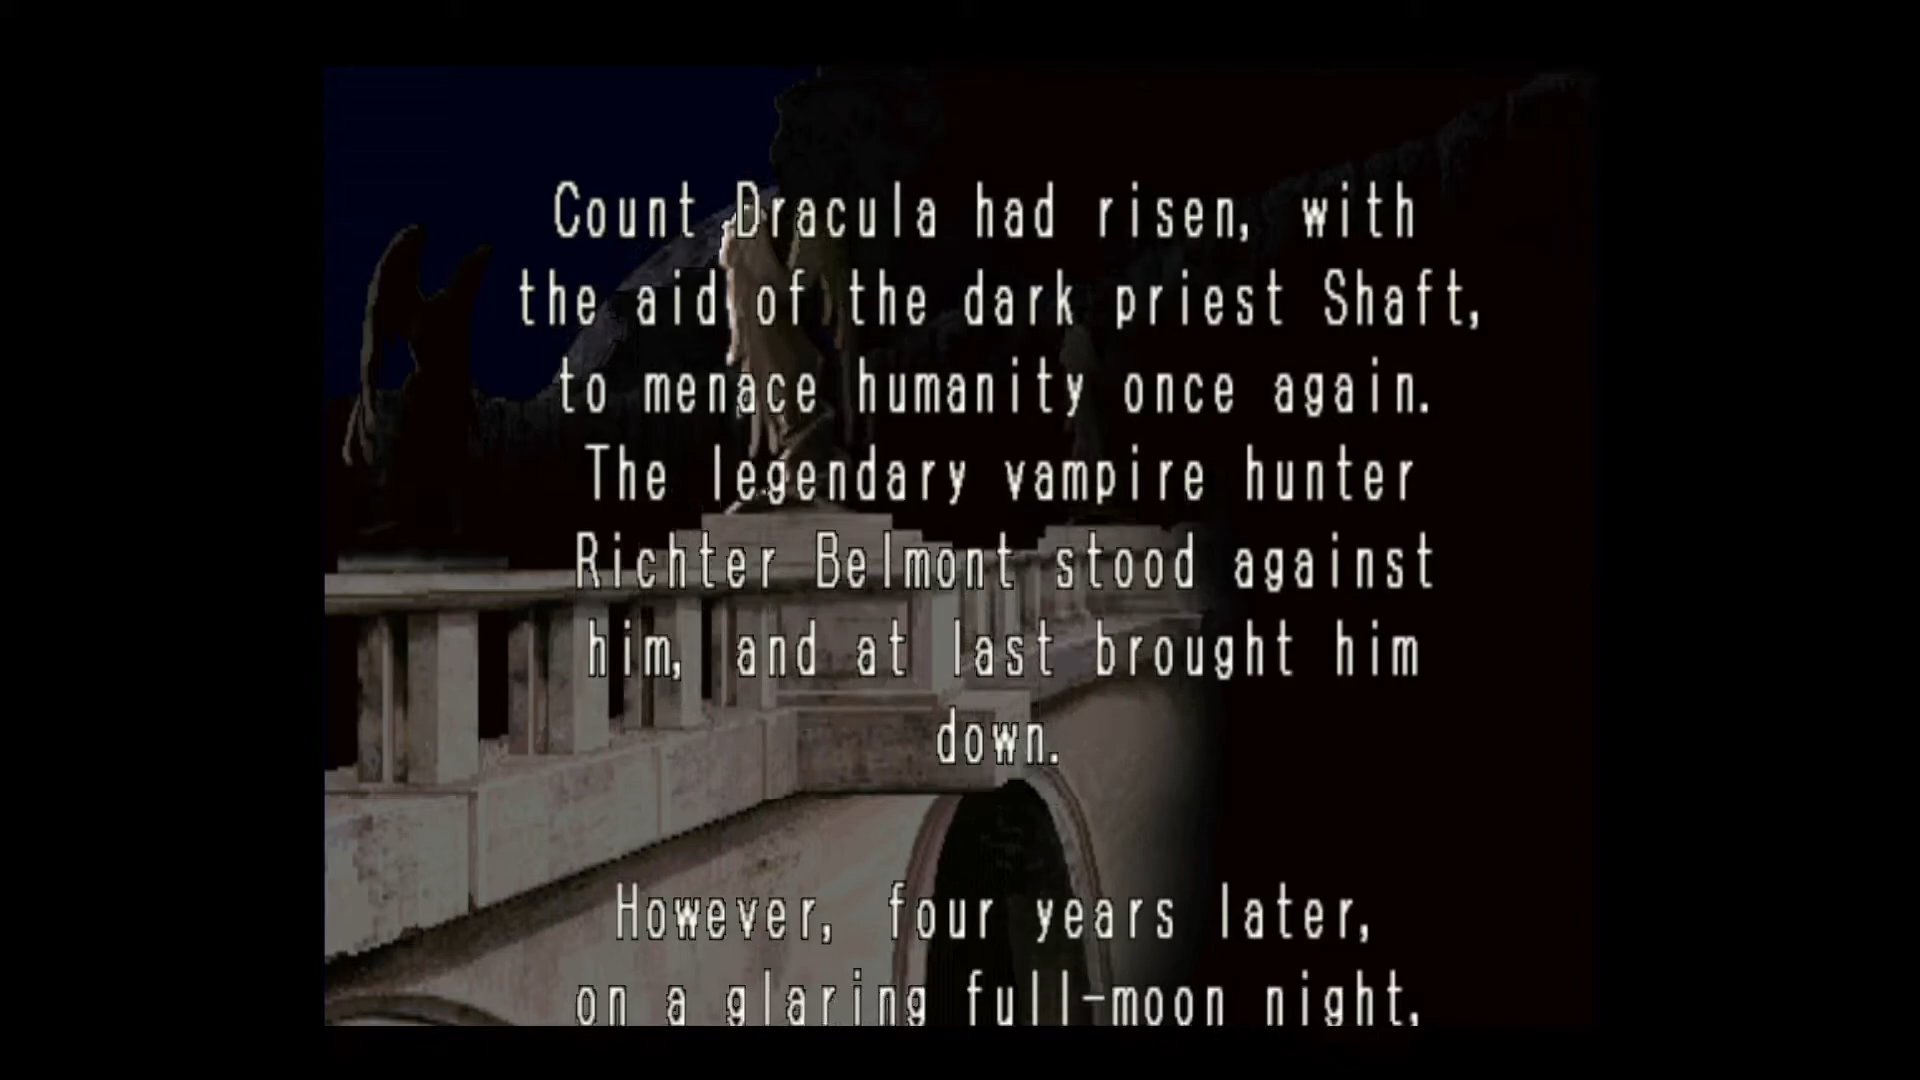 Count Dracula had risen, with
the aid of the dark priest Shaft,
to menace humanity once again.
The legendary vampire hunter
Richter Belmont stood against
him, and at last brought him
down.
However, four years later,
on a glaring full-moon night,